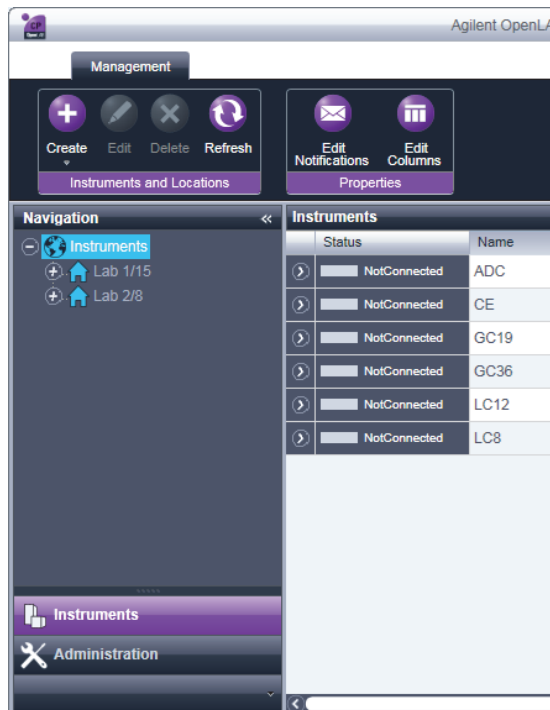 CP
Agilent OpenLA
Management
Create Edit Delete Refresh
Edit Notifications Edit Columns
Instruments and Locations Properties
Navigation « Instruments
Status Name
Instruments
Lab 1/15
Lab 2/8
NotConnected ADC
NotConnected CE
NotConnected GC19
NotConnected GC36
NotConnected LC12
NotConnected LC8
Instruments
Administration